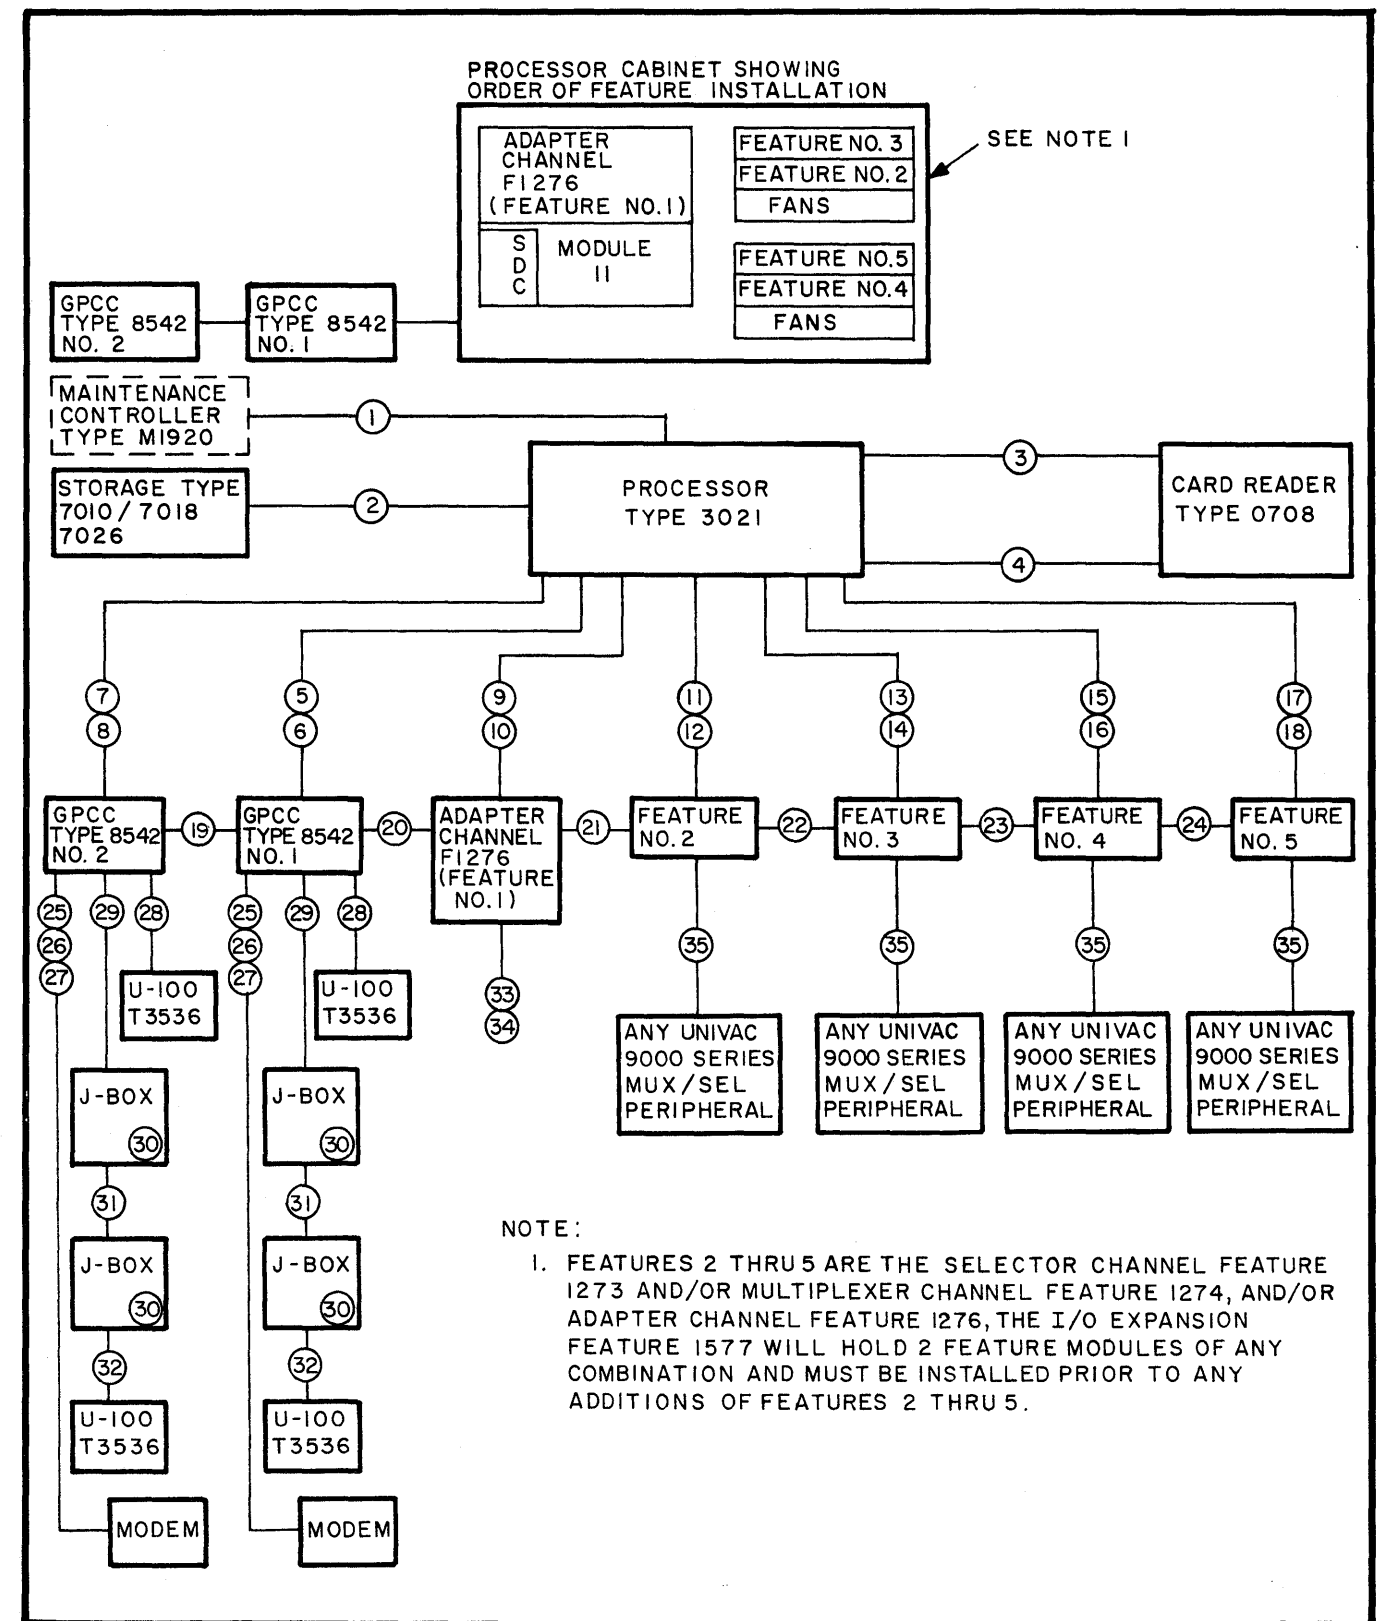 PROCESSOR CABINET SHOWING
ORDER OF FEATURE INSTALLATION
ADAPTER
CHANNEL
F1276
(FEATURE NO.1)
S
D
C
MODULE
11
FEATURE NO. 3
FEATURE NO. 2
FANS
FEATURE NO.5
FEATURE NO.4
FANS
SEE NOTE 1
GPCC
TYPE 8542
NO. 2
GPCC
TYPE 8542
NO. 1
MAINTENANCE
CONTROLLER
TYPE M1920
1
STORAGE TYPE
7010/7018
7026
2
PROCESSOR
TYPE 3021
3
4
CARD READER
TYPE 0708
7
8
5
6
9
10
11
12
13
14
15
16
17
18
GPCC
TYPE 8542
NO. 2
19
GPCC
TYPE 8542
NO. 1
20
ADAPTER
CHANNEL
F1276
(FEATURE
NO.1)
21
FEATURE
NO. 2
22
FEATURE
NO. 3
23
FEATURE
NO. 4
24
FEATURE
NO. 5
25
26
27
29
28
25
26
27
29
28
33
34
35
35
35
35
U-100
T3536
U-100
T3536
ANY UNIVAC
9000 SERIES
MUX/SEL
PERIPHERAL
ANY UNIVAC
9000 SERIES
MUX/SEL
PERIPHERAL
ANY UNIVAC
9000 SERIES
MUX/SEL
PERIPHERAL
ANY UNIVAC
9000 SERIES
MUX/SEL
PERIPHERAL
J-BOX
30
J-BOX
30
31
31
J-BOX
30
J-BOX
30
32
32
U-100
T3536
U-100
T3536
MODEM
MODEM
NOTE:
1. FEATURES 2 THRU 5 ARE THE SELECTOR CHANNEL FEATURE
1273 AND/OR MULTIPLEXER CHANNEL FEATURE 1274, AND/OR
ADAPTER CHANNEL FEATURE 1276, THE I/O EXPANSION
FEATURE 1577 WILL HOLD 2 FEATURE MODULES OF ANY
COMBINATION AND MUST BE INSTALLED PRIOR TO ANY
ADDITIONS OF FEATURES 2 THRU 5.